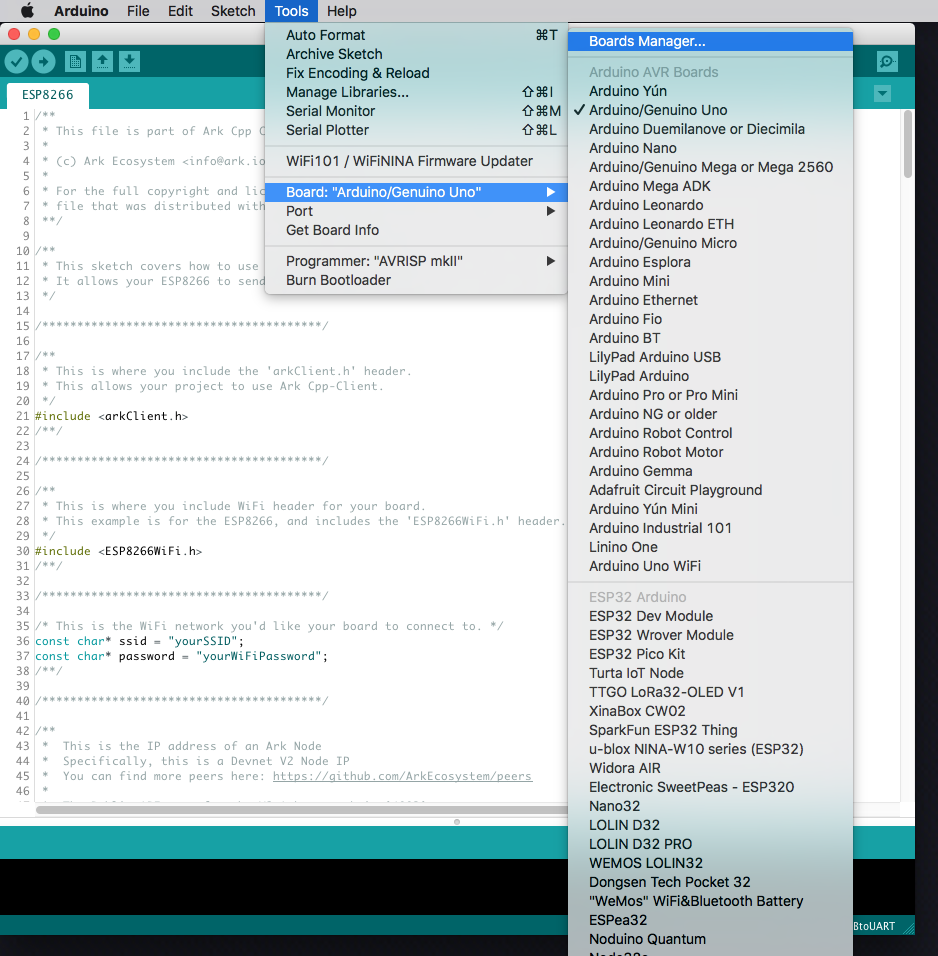 Arduino File Edit Sketch Tools Help
ESP8266
1 /**
2  * This file is part of Ark Cpp C
3  *
4  * (c) Ark Ecosystem <info@ark.io
5  *
6  * For the full copyright and lic
7  * file that was distributed with
8  **/
9
10 /**
11  * This sketch covers how to use
12  * It allows your ESP8266 to send
13  */
14
15 /****************************************/
16
17 /**
18  * This is where you include the 'arkClient.h' header.
19  * This allows your project to use Ark Cpp-Client.
20  */
21 #include <arkClient.h>
22 /**/
23
24 /****************************************/
25
26 /**
27  * This is where you include WiFi header for your board.
28  * This example is for the ESP8266, and includes the 'ESP8266WiFi.h' header.
29  */
30 #include <ESP8266WiFi.h>
31 /**/
32
33 /****************************************/
34
35 /* This is the WiFi network you'd like your board to connect to. */
36 const char* ssid = "yourSSID";
37 const char* password = "yourWiFiPassword";
38 /**/
39
40 /****************************************/
41
42 /**
43  *  This is the IP address of an Ark Node
44  *  Specifically, this is a Devnet V2 Node IP
45  *  You can find more peers here: https://github.com/ArkEcosystem/peers
46  *
Auto Format ⌘T
Archive Sketch
Fix Encoding & Reload
Manage Libraries... ⇧⌘I
Serial Monitor ⇧⌘M
Serial Plotter ⇧⌘L
WiFi101 / WiFiNINA Firmware Updater
Board: "Arduino/Genuino Uno"
Port
Get Board Info
Programmer: "AVRISP mkII"
Burn Bootloader
Boards Manager...
Arduino AVR Boards
Arduino Yún
✓ Arduino/Genuino Uno
Arduino Duemilanove or Diecimila
Arduino Nano
Arduino/Genuino Mega or Mega 2560
Arduino Mega ADK
Arduino Leonardo
Arduino Leonardo ETH
Arduino/Genuino Micro
Arduino Esplora
Arduino Mini
Arduino Ethernet
Arduino Fio
Arduino BT
LilyPad Arduino USB
LilyPad Arduino
Arduino Pro or Pro Mini
Arduino NG or older
Arduino Robot Control
Arduino Robot Motor
Arduino Gemma
Adafruit Circuit Playground
Arduino Yún Mini
Arduino Industrial 101
Linino One
Arduino Uno WiFi
ESP32 Arduino
ESP32 Dev Module
ESP32 Wrover Module
ESP32 Pico Kit
Turta IoT Node
TTGO LoRa32-OLED V1
XinaBox CW02
SparkFun ESP32 Thing
u-blox NINA-W10 series (ESP32)
Widora AIR
Electronic SweetPeas - ESP320
Nano32
LOLIN D32
LOLIN D32 PRO
WEMOS LOLIN32
Dongsen Tech Pocket 32
"WeMos" WiFi&Bluetooth Battery
ESPea32
Noduino Quantum
BtoUART